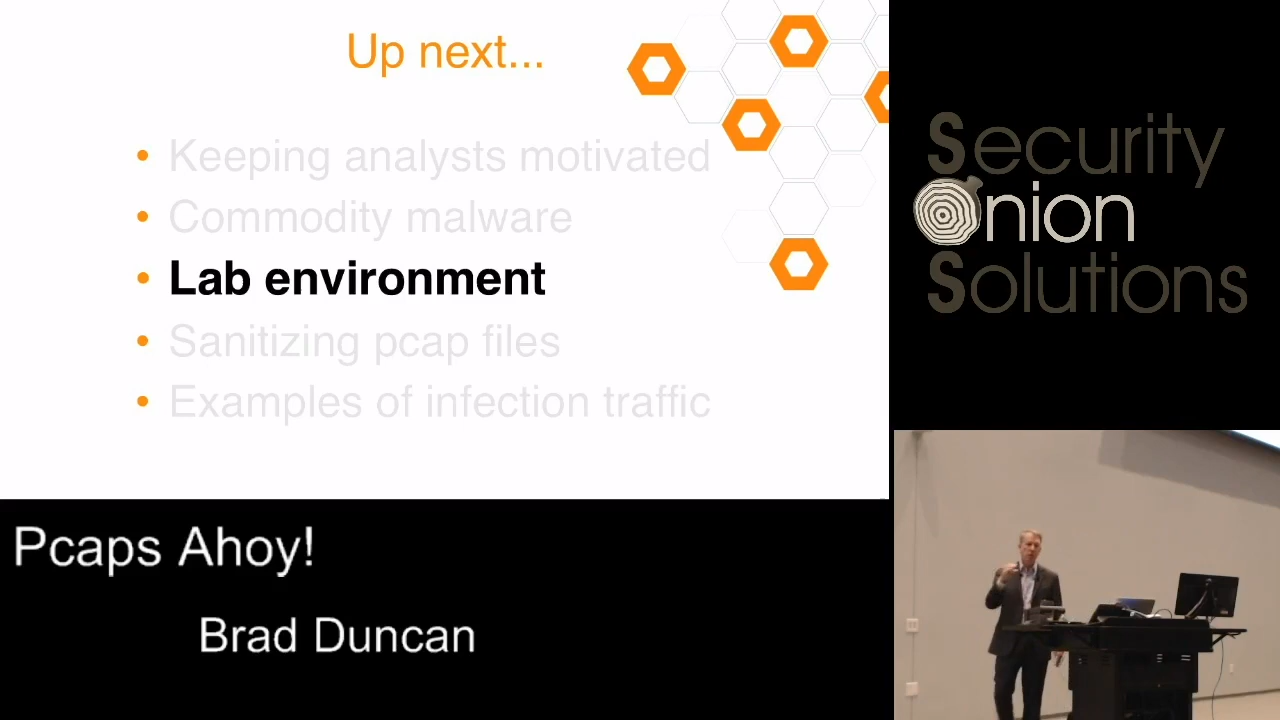 Up next...
Keeping analysts motivated
Commodity malware
Lab environment
Sanitizing pcap files
Examples of infection traffic
Security
Onion
Solutions
Pcaps Ahoy!
Brad Duncan